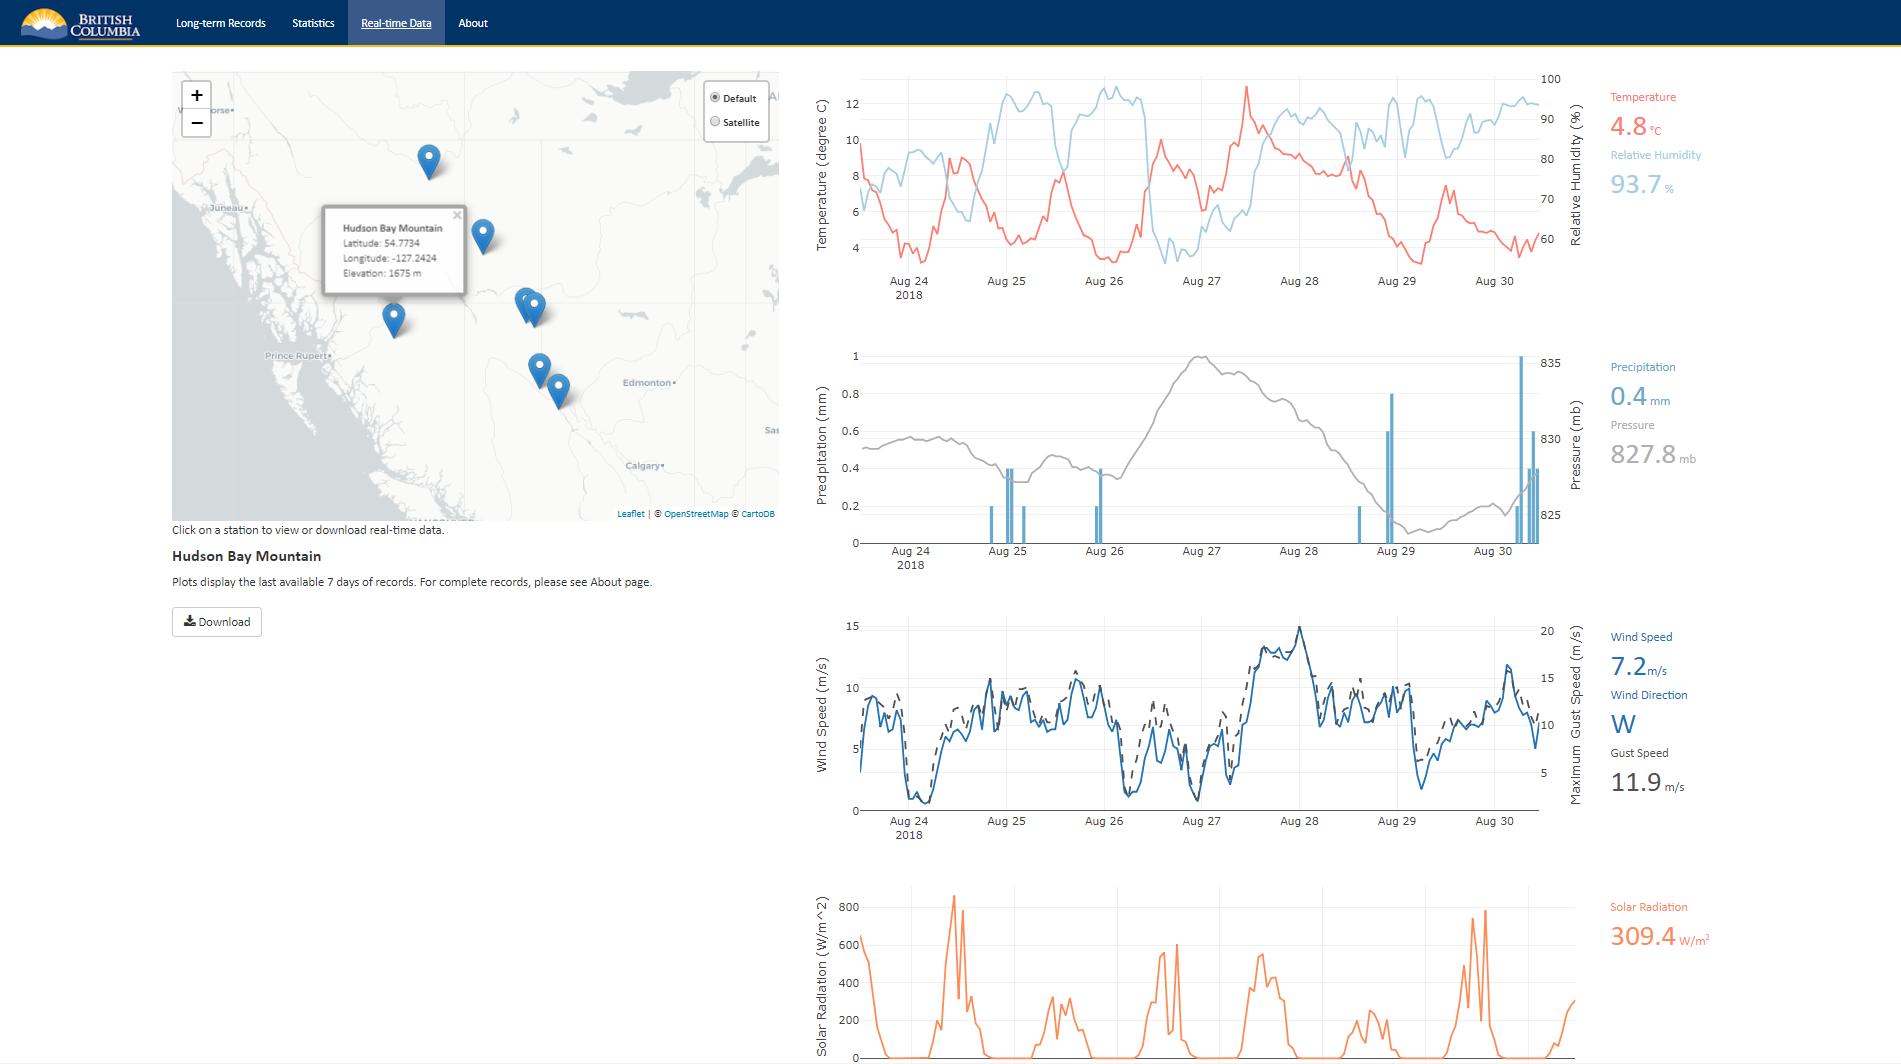 BRITISH
COLUMBIA
Long-term Records
Statistics
Real-time Data
About
+
−
Default
Satellite
Juneau
Hudson Bay Mountain
×
Latitude: 54.7734
Longitude: -127.2424
Elevation: 1675 m
Prince Rupert
Edmonton
Sas
Calgary
Leaflet | © OpenStreetMap © CartoDB
Click on a station to view or download real-time data.
Hudson Bay Mountain
Plots display the last available 7 days of records. For complete records, please see About page.
Download
Temperature (degree C)
12
10
8
6
4
100
90
80
70
60
Relative Humidity (%)
Aug 24
2018
Aug 25
Aug 26
Aug 27
Aug 28
Aug 29
Aug 30
Temperature
4.8 °C
Relative Humidity
93.7 %
Precipitation (mm)
1
0.8
0.6
0.4
0.2
0
835
830
825
Pressure (mb)
Aug 24
2018
Aug 25
Aug 26
Aug 27
Aug 28
Aug 29
Aug 30
Precipitation
0.4 mm
Pressure
827.8 mb
Wind Speed (m/s)
15
10
5
0
20
15
10
5
Maximum Gust Speed (m/s)
Aug 24
2018
Aug 25
Aug 26
Aug 27
Aug 28
Aug 29
Aug 30
Wind Speed
7.2 m/s
Wind Direction
W
Gust Speed
11.9 m/s
Solar Radiation (W/m^2)
800
600
400
200
0
Solar Radiation
309.4 W/m²